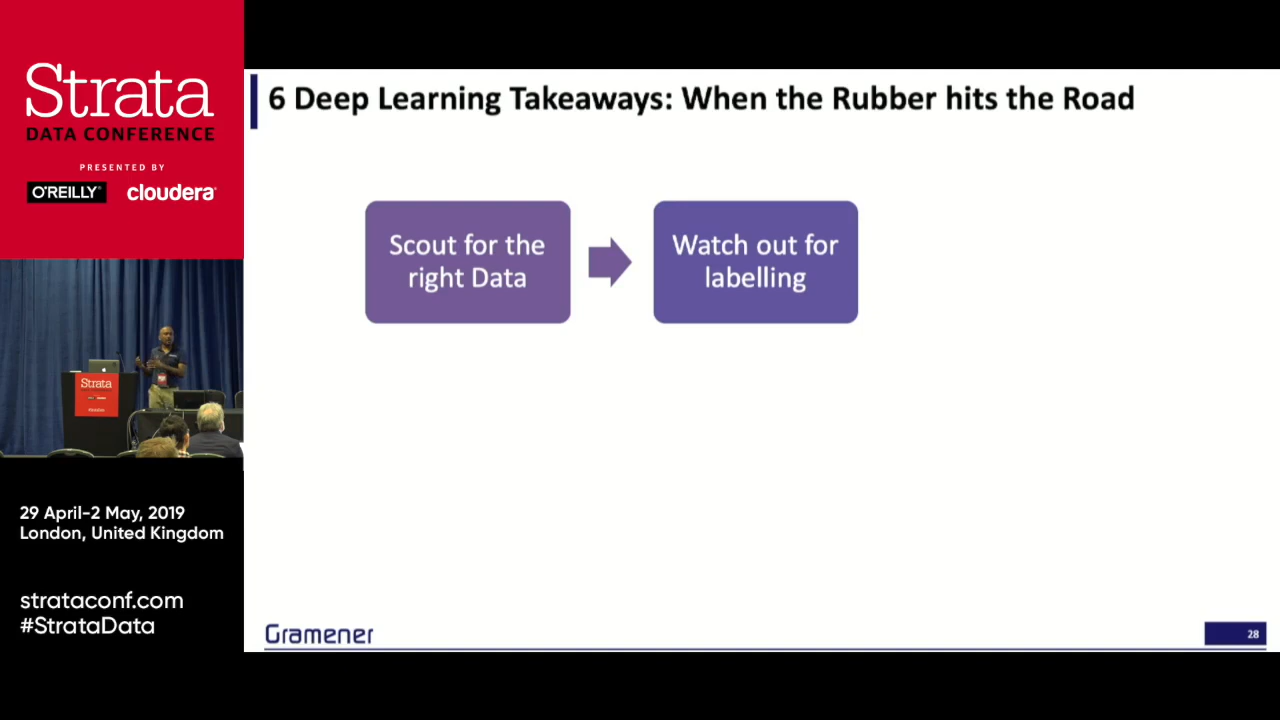 Strata
DATA CONFERENCE
PRESENTED BY
O'REILLY®
cloudera®
6 Deep Learning Takeaways: When the Rubber hits the Road
Scout for the
right Data
Watch out for
labelling
Strata
29 April-2 May, 2019
London, United Kingdom
strataconf.com
#StrataData
Gramener
28